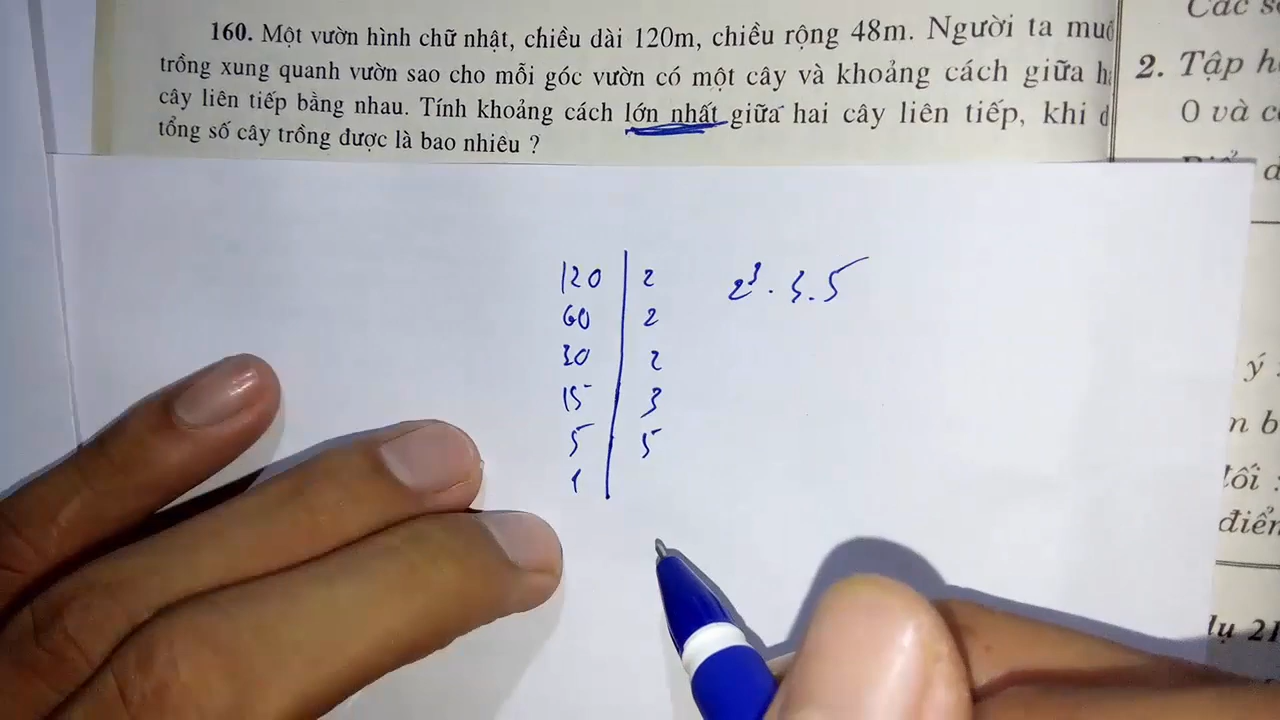 160. Một vườn hình chữ nhật, chiều dài 120m, chiều rộng 48m. Người ta
trồng xung quanh vườn sao cho mỗi góc vườn có một cây và khoảng cách giữa
cây liên tiếp bằng nhau. Tính khoảng cách lớn nhất giữa hai cây liên tiếp, khi
tổng số cây trồng được là bao nhiêu ?
120 2
60 2
30 2
15 3
5 5
1
2³ . 3 . 5
2. Tập
0 và
ý :